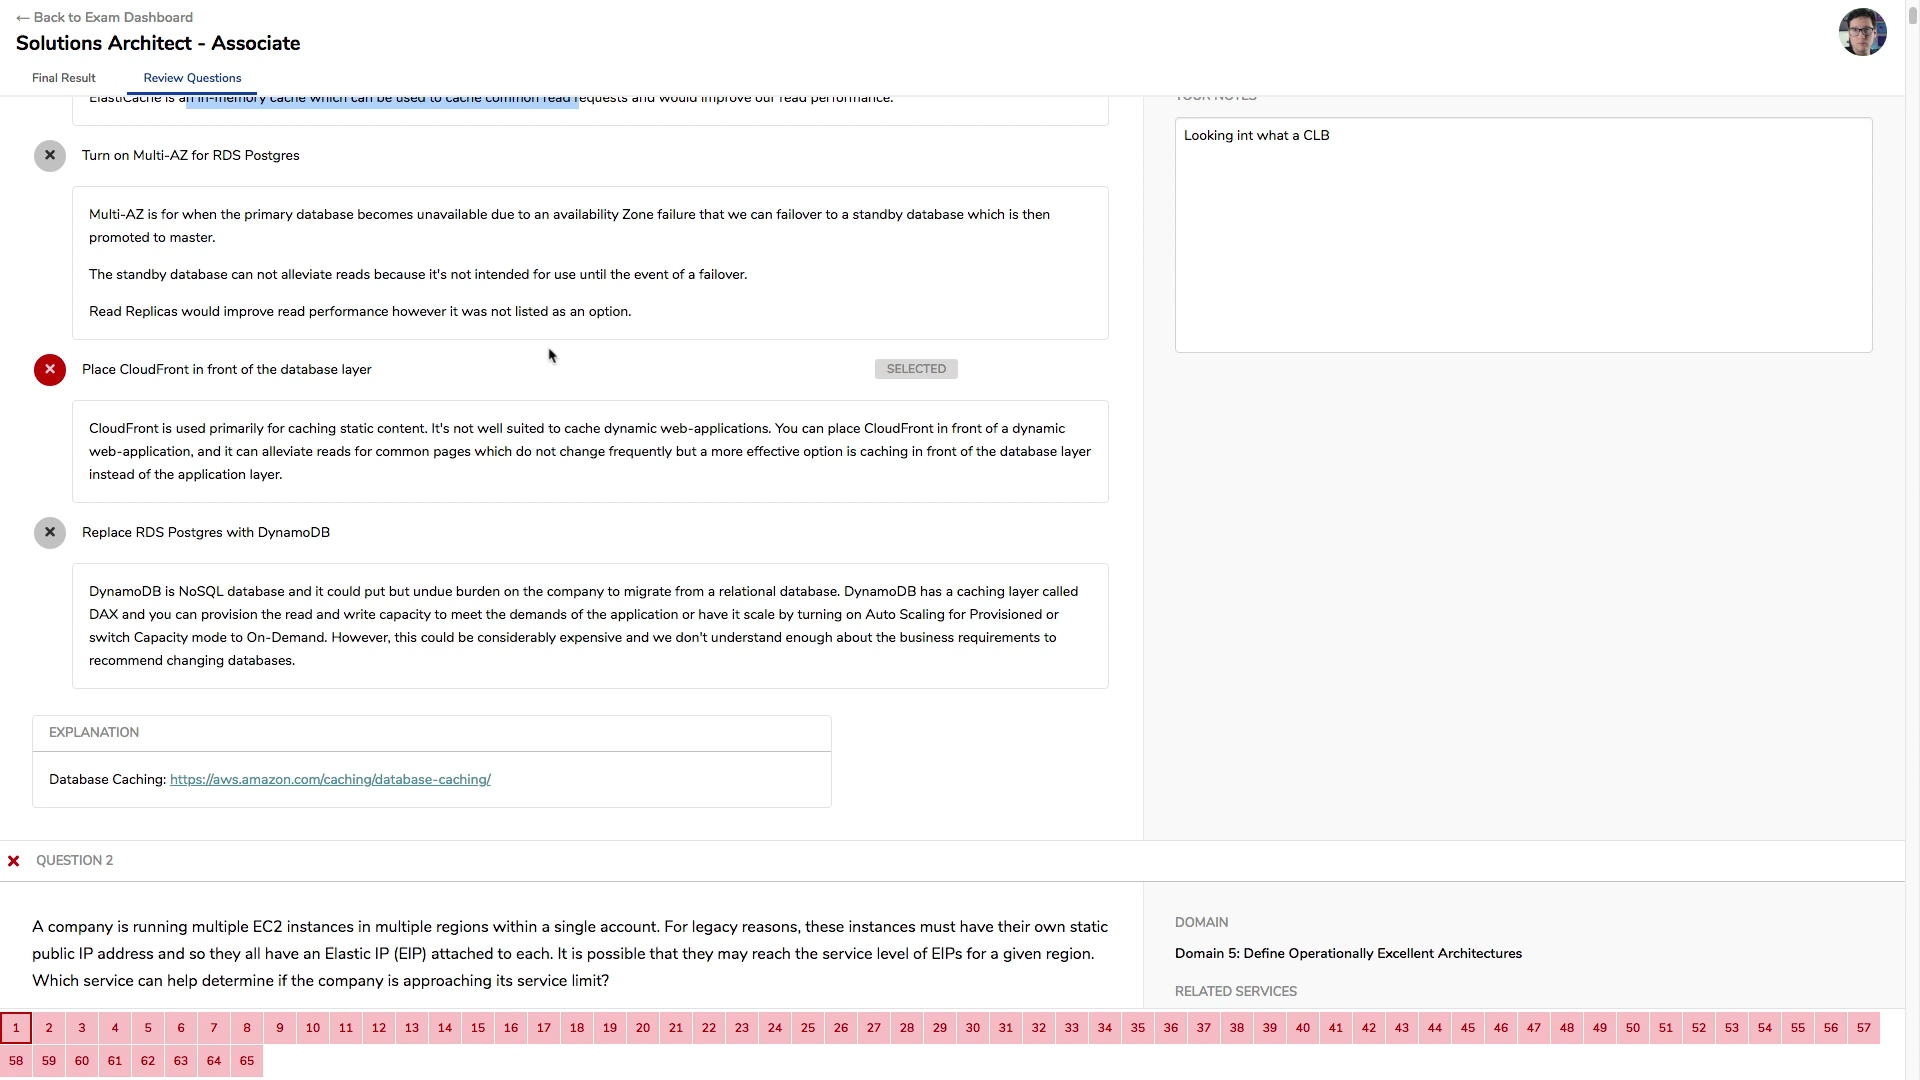 ← Back to Exam Dashboard
Solutions Architect - Associate
Final Result
Review Questions
ElastiCache is an in-memory cache which can be used to cache common read requests and would improve our read performance.
✕ Turn on Multi-AZ for RDS Postgres
Multi-AZ is for when the primary database becomes unavailable due to an availability Zone failure that we can failover to a standby database which is then
promoted to master.
The standby database can not alleviate reads because it's not intended for use until the event of a failover.
Read Replicas would improve read performance however it was not listed as an option.
✕ Place CloudFront in front of the database layer
SELECTED
CloudFront is used primarily for caching static content. It's not well suited to cache dynamic web-applications. You can place CloudFront in front of a dynamic
web-application, and it can alleviate reads for common pages which do not change frequently but a more effective option is caching in front of the database layer
instead of the application layer.
✕ Replace RDS Postgres with DynamoDB
DynamoDB is NoSQL database and it could put but undue burden on the company to migrate from a relational database. DynamoDB has a caching layer called
DAX and you can provision the read and write capacity to meet the demands of the application or have it scale by turning on Auto Scaling for Provisioned or
switch Capacity mode to On-Demand. However, this could be considerably expensive and we don't understand enough about the business requirements to
recommend changing databases.
EXPLANATION
Database Caching: https://aws.amazon.com/caching/database-caching/
YOUR NOTES
Looking int what a CLB
✕ QUESTION 2
A company is running multiple EC2 instances in multiple regions within a single account. For legacy reasons, these instances must have their own static
public IP address and so they all have an Elastic IP (EIP) attached to each. It is possible that they may reach the service level of EIPs for a given region.
Which service can help determine if the company is approaching its service limit?
DOMAIN
Domain 5: Define Operationally Excellent Architectures
RELATED SERVICES
1 2 3 4 5 6 7 8 9 10 11 12 13 14 15 16 17 18 19 20 21 22 23 24 25 26 27 28 29 30 31 32 33 34 35 36 37 38 39 40 41 42 43 44 45 46 47 48 49 50 51 52 53 54 55 56 57
58 59 60 61 62 63 64 65